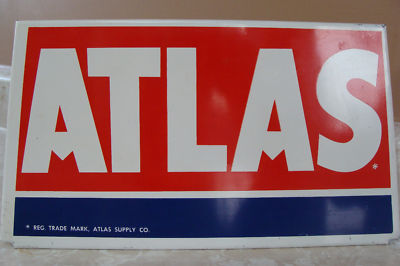 ATLAS*
* REG. TRADE MARK, ATLAS SUPPLY CO.